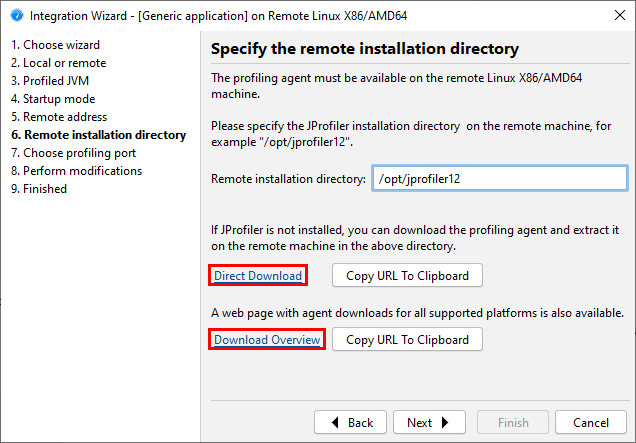 Integration Wizard - [Generic application] on Remote Linux X86/AMD64
1. Choose wizard
2. Local or remote
3. Profiled JVM
4. Startup mode
5. Remote address
6. Remote installation directory
7. Choose profiling port
8. Perform modifications
9. Finished
Specify the remote installation directory
The profiling agent must be available on the remote Linux X86/AMD64
machine.
Please specify the JProfiler installation directory on the remote machine, for
example "/opt/jprofiler12".
Remote installation directory: /opt/jprofiler12
If JProfiler is not installed, you can download the profiling agent and extract it
on the remote machine in the above directory.
Direct Download Copy URL To Clipboard
A web page with agent downloads for all supported platforms is also available.
Download Overview Copy URL To Clipboard
Back Next Finish Cancel